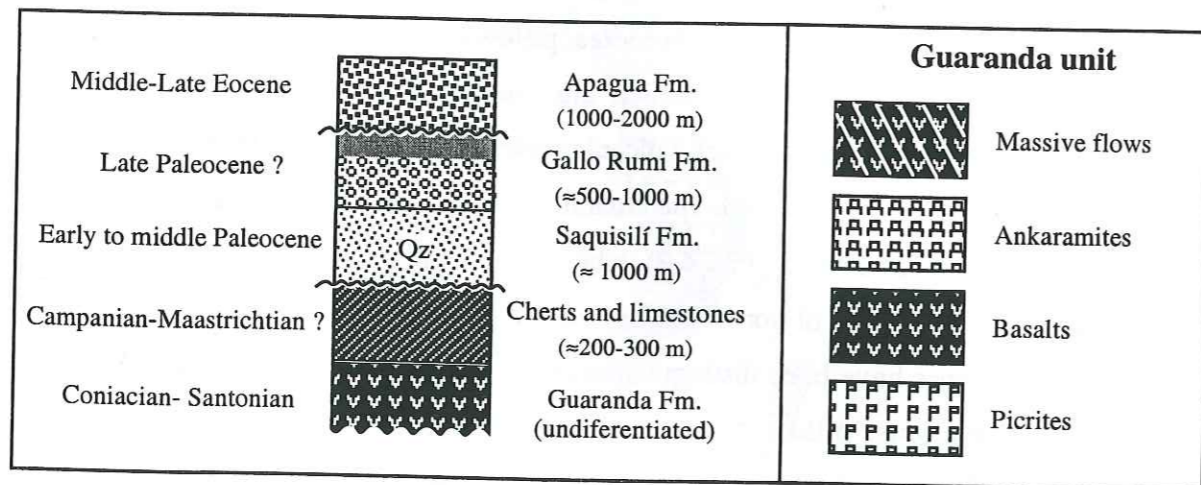 Middle-Late Eocene
Apagua Fm.
(1000-2000 m)
Late Paleocene ?
Gallo Rumi Fm.
(≈500-1000 m)
Early to middle Paleocene
Qz
Saquisilí Fm.
(≈ 1000 m)
Campanian-Maastrichtian ?
Cherts and limestones
(≈200-300 m)
Coniacian- Santonian
Guaranda Fm.
(undiferentiated)
Guaranda unit
Massive flows
Ankaramites
Basalts
Picrites